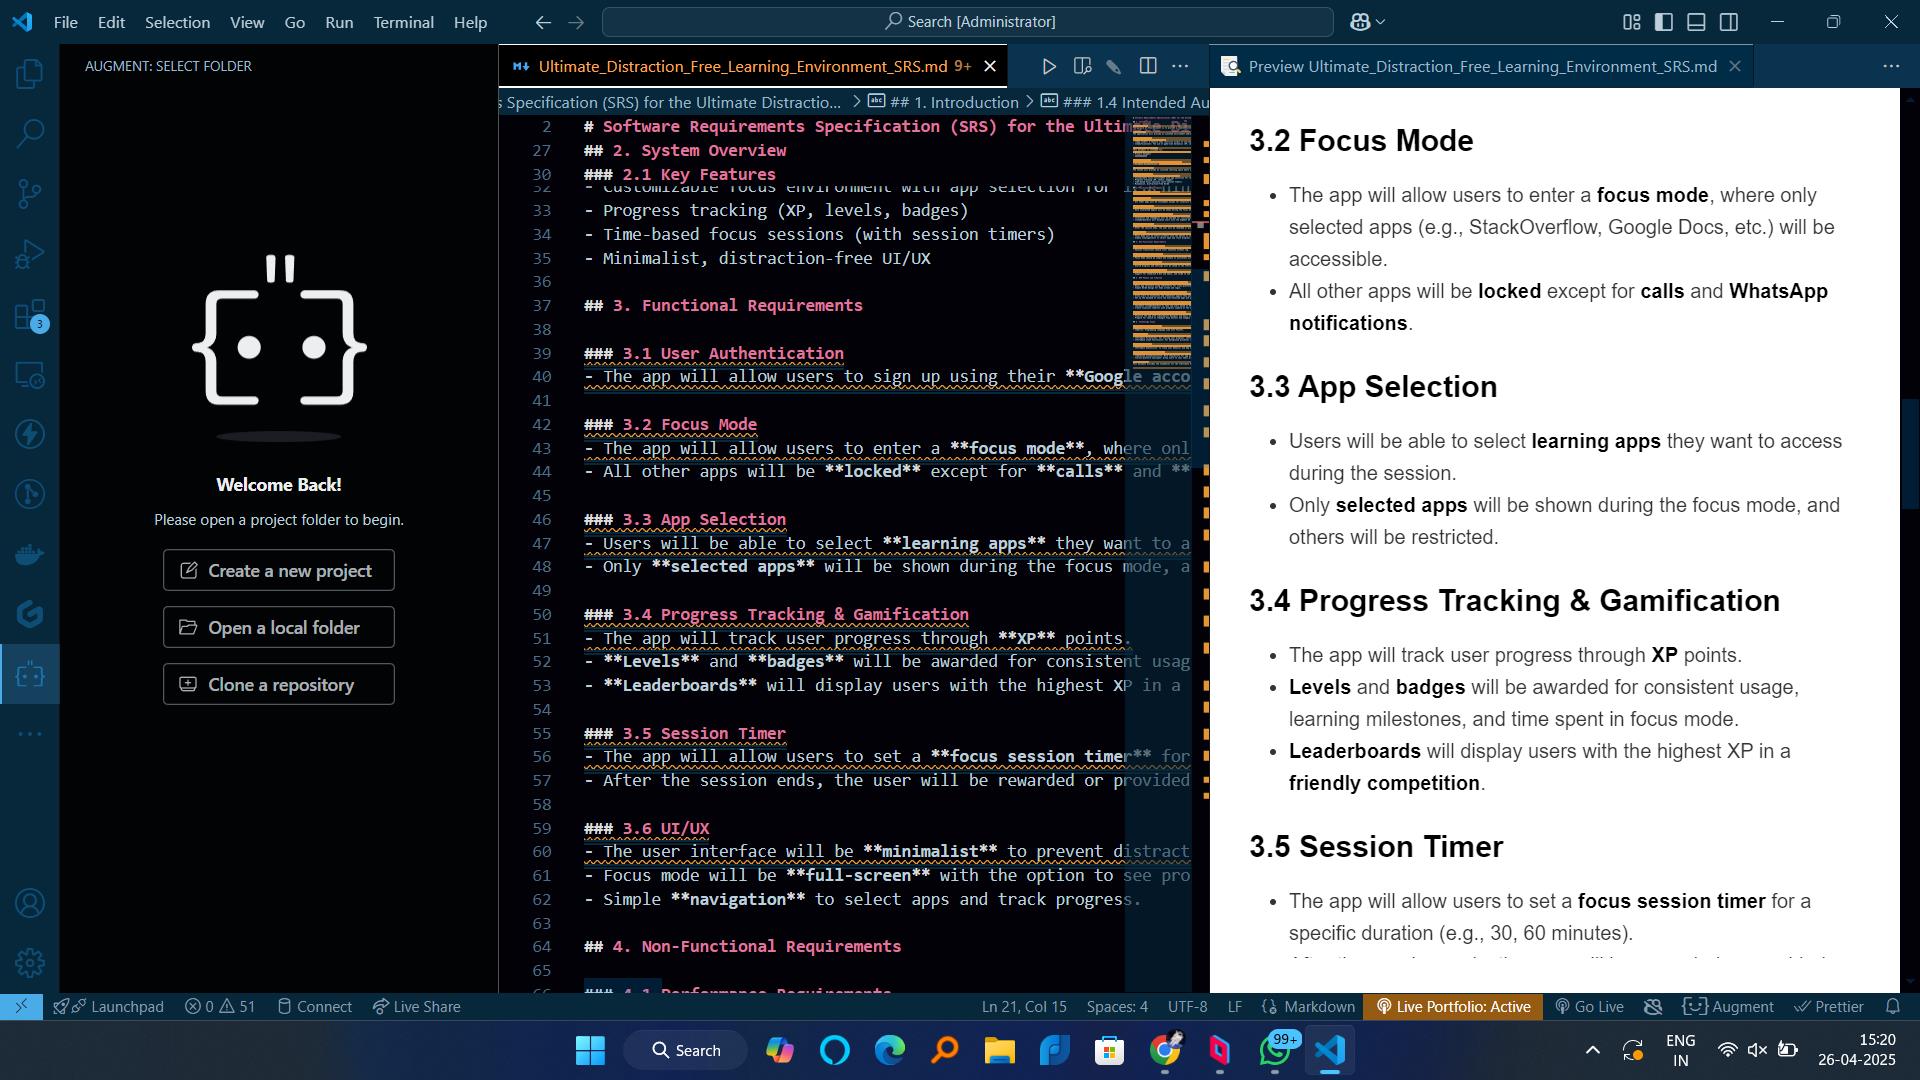 File Edit Selection View Go Run Terminal Help
Search [Administrator]
AUGMENT: SELECT FOLDER
Welcome Back!
Please open a project folder to begin.
Create a new project
Open a local folder
Clone a repository
3
Ultimate_Distraction_Free_Learning_Environment_SRS.md 9+
s Specification (SRS) for the Ultimate Distractio... > ## 1. Introduction > ### 1.4 Intended Au
2 # Software Requirements Specification (SRS) for the Ultim
27 ## 2. System Overview
30 ### 2.1 Key Features
32 - Customizable focus environment with app selection for
33 - Progress tracking (XP, levels, badges)
34 - Time-based focus sessions (with session timers)
35 - Minimalist, distraction-free UI/UX
36
37 ## 3. Functional Requirements
38
39 ### 3.1 User Authentication
40 - The app will allow users to sign up using their **Google acco
41
42 ### 3.2 Focus Mode
43 - The app will allow users to enter a **focus mode**, where onl
44 - All other apps will be **locked** except for **calls** and **
45
46 ### 3.3 App Selection
47 - Users will be able to select **learning apps** they want to a
48 - Only **selected apps** will be shown during the focus mode, a
49
50 ### 3.4 Progress Tracking & Gamification
51 - The app will track user progress through **XP** points.
52 - **Levels** and **badges** will be awarded for consistent usag
53 - **Leaderboards** will display users with the highest XP in a
54
55 ### 3.5 Session Timer
56 - The app will allow users to set a **focus session timer** for
57 - After the session ends, the user will be rewarded or provided
58
59 ### 3.6 UI/UX
60 - The user interface will be **minimalist** to prevent distract
61 - Focus mode will be **full-screen** with the option to see pro
62 - Simple **navigation** to select apps and track progress.
63
64 ## 4. Non-Functional Requirements
65
66 ### 4.1 Performance Requirements
Preview Ultimate_Distraction_Free_Learning_Environment_SRS.md
3.2 Focus Mode
• The app will allow users to enter a focus mode, where only
selected apps (e.g., StackOverflow, Google Docs, etc.) will be
accessible.
• All other apps will be locked except for calls and WhatsApp
notifications.
3.3 App Selection
• Users will be able to select learning apps they want to access
during the session.
• Only selected apps will be shown during the focus mode, and
others will be restricted.
3.4 Progress Tracking & Gamification
• The app will track user progress through XP points.
• Levels and badges will be awarded for consistent usage,
learning milestones, and time spent in focus mode.
• Leaderboards will display users with the highest XP in a
friendly competition.
3.5 Session Timer
• The app will allow users to set a focus session timer for a
specific duration (e.g., 30, 60 minutes).
Launchpad 0 51 Connect Live Share Ln 21, Col 15 Spaces: 4 UTF-8 LF Markdown Live Portfolio: Active Go Live Augment Prettier
Search 99+ ENG 15:20
IN 26-04-2025